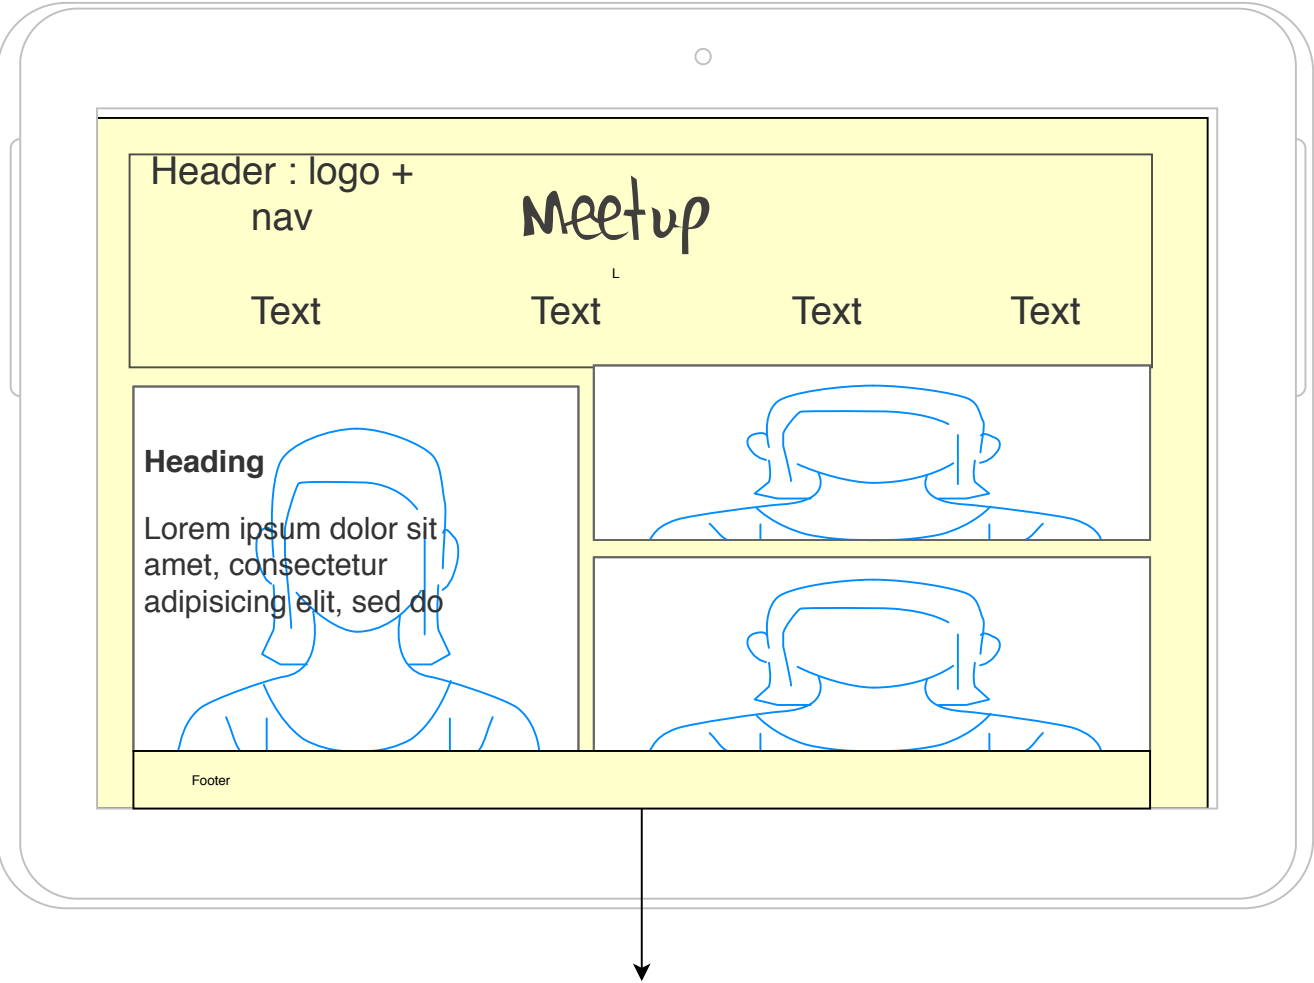 Header : logo +
nav
Meetup
L
Text Text Text Text
Heading
Lorem ipsum dolor sit
amet, consectetur
adipisicing elit, sed do
Footer